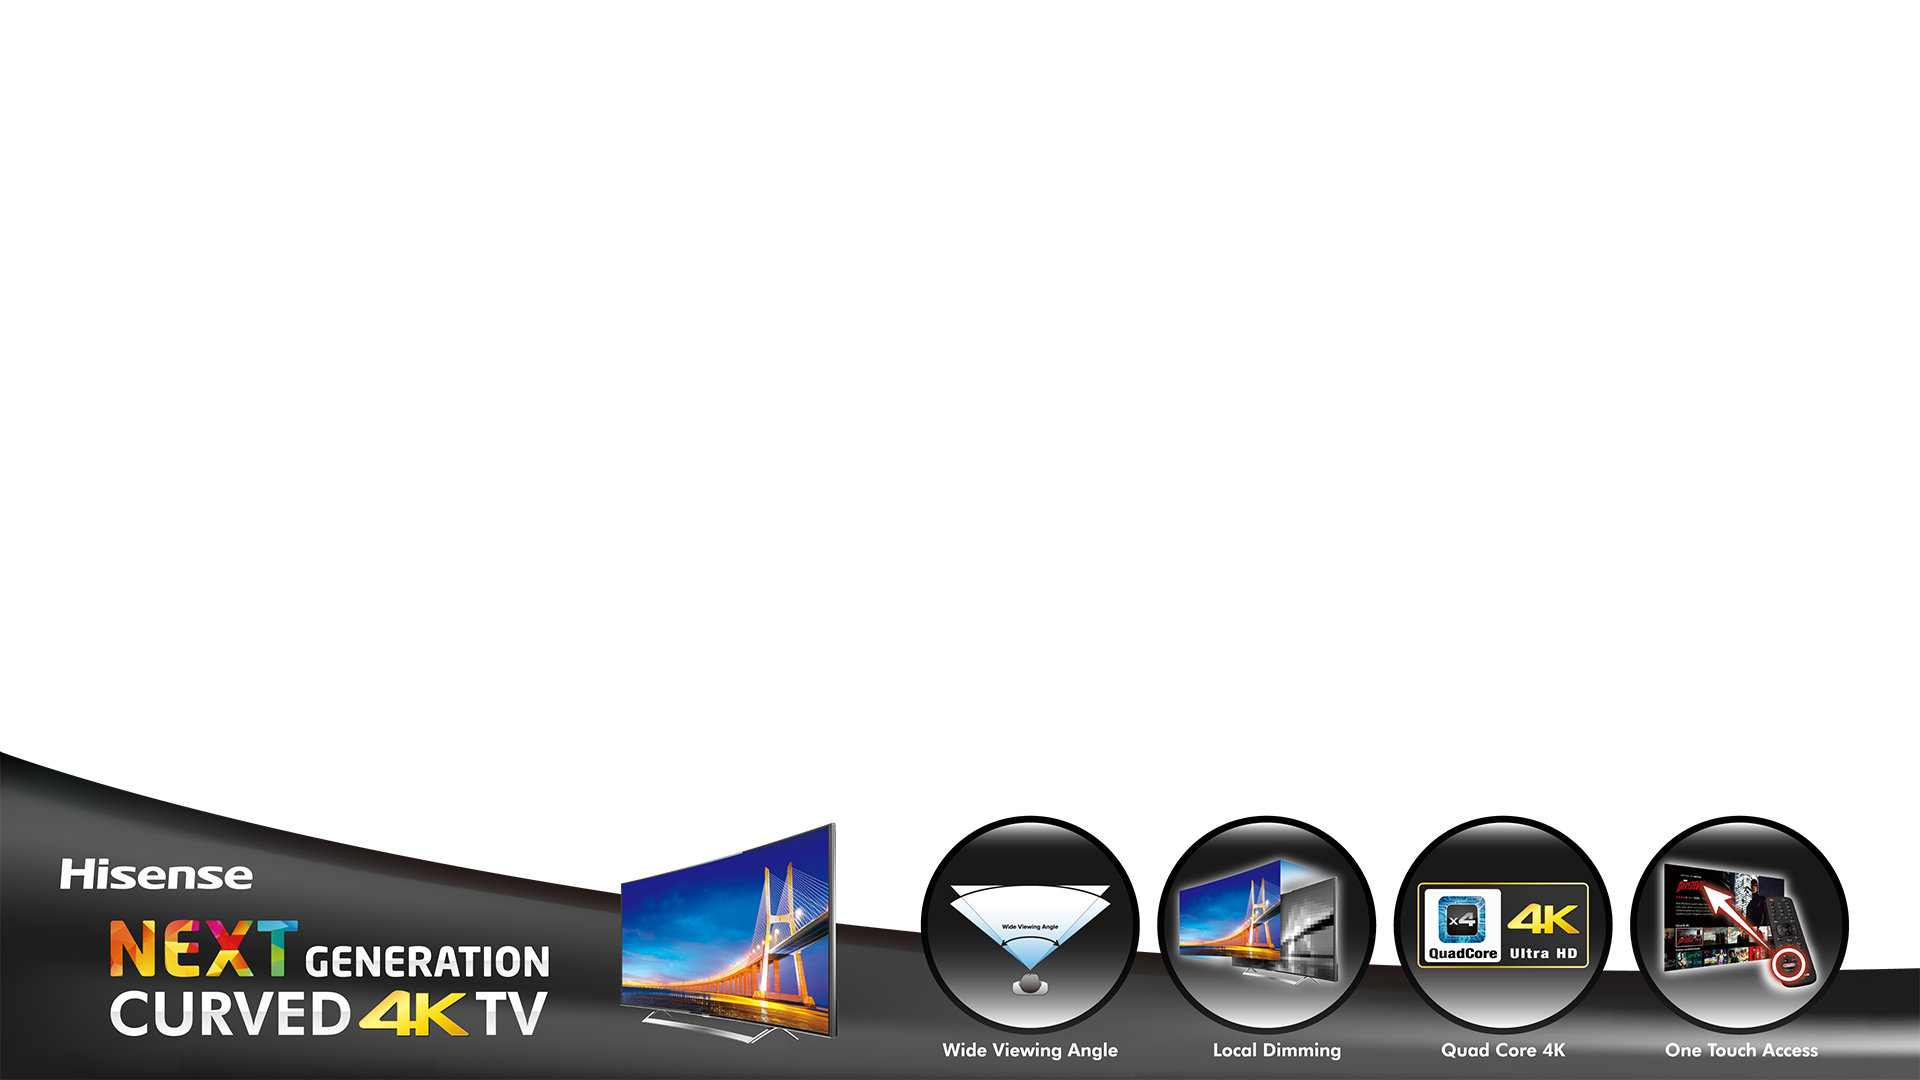 Hisense
NEXT GENERATION
CURVED 4K TV
Wide Viewing Angle
Wide Viewing Angle
Local Dimming
x4
QuadCore
4K
Ultra HD
Quad Core 4K
DAREDEVIL
One Touch Access